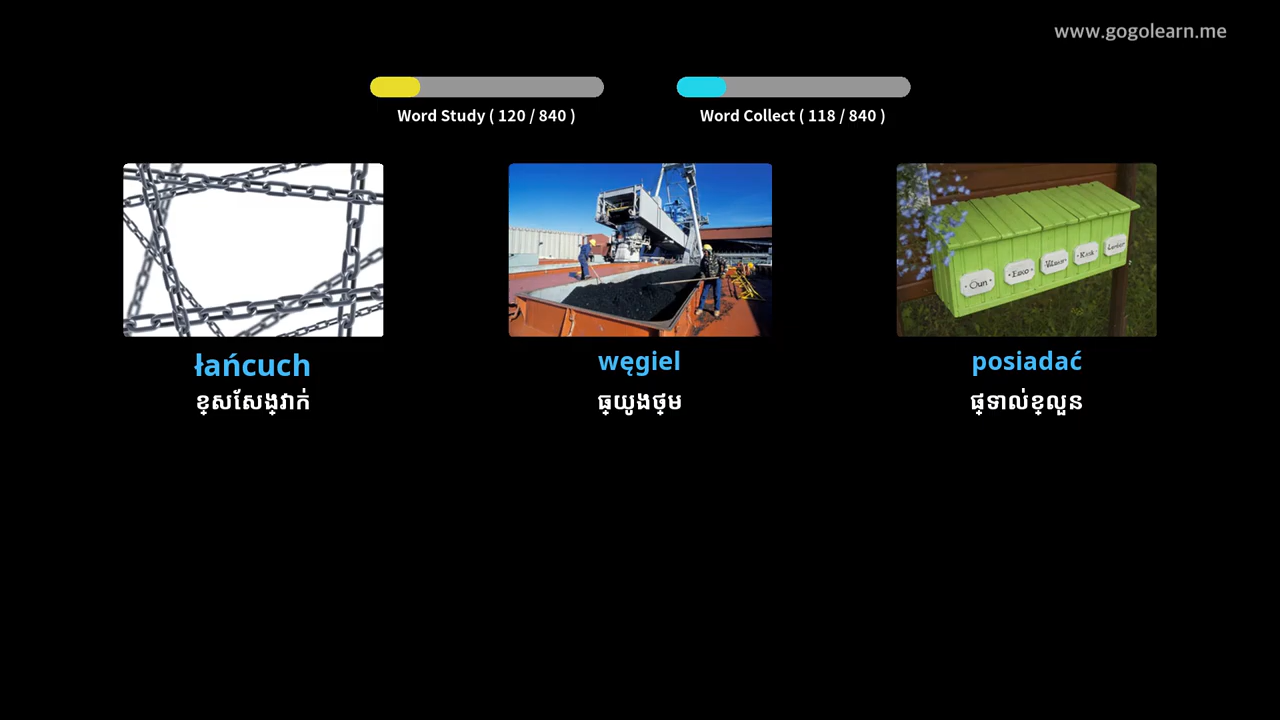 www.gogolearn.me
Word Study ( 120 / 840 )
Word Collect ( 118 / 840 )
łańcuch
ខ្សសែង្វាក់
węgiel
ធ្យូងថ្ម
posiadać
ផ្ទាល់ខ្លួន